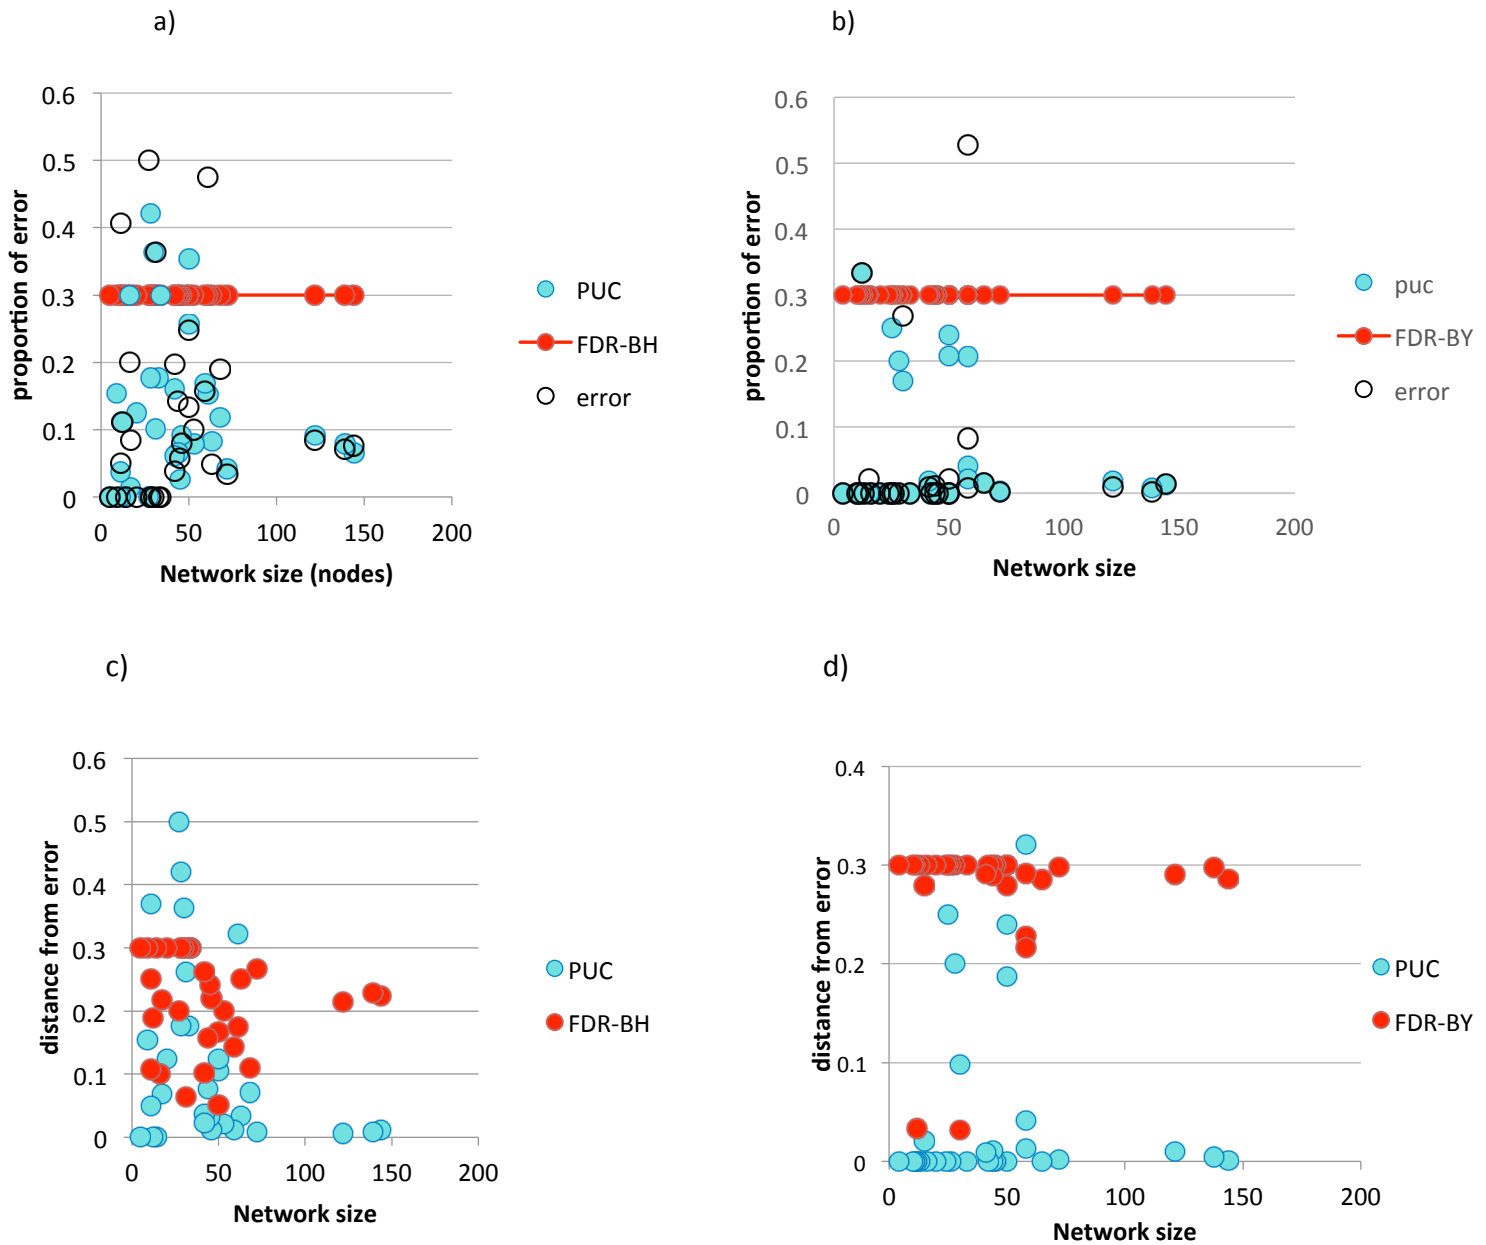 a)
0.6
0.5
0.4
0.3
0.2
0.1
0
0 50 100 150 200
proportion of error
Network size (nodes)
PUC
FDR-BH
error
b)
0.6
0.5
0.4
0.3
0.2
0.1
0
0 50 100 150 200
proportion of error
Network size
puc
FDR-BY
error
c)
0.6
0.5
0.4
0.3
0.2
0.1
0
0 50 100 150 200
distance from error
Network size
PUC
FDR-BH
d)
0.4
0.3
0.2
0.1
0
0 50 100 150 200
distance from error
Network size
PUC
FDR-BY